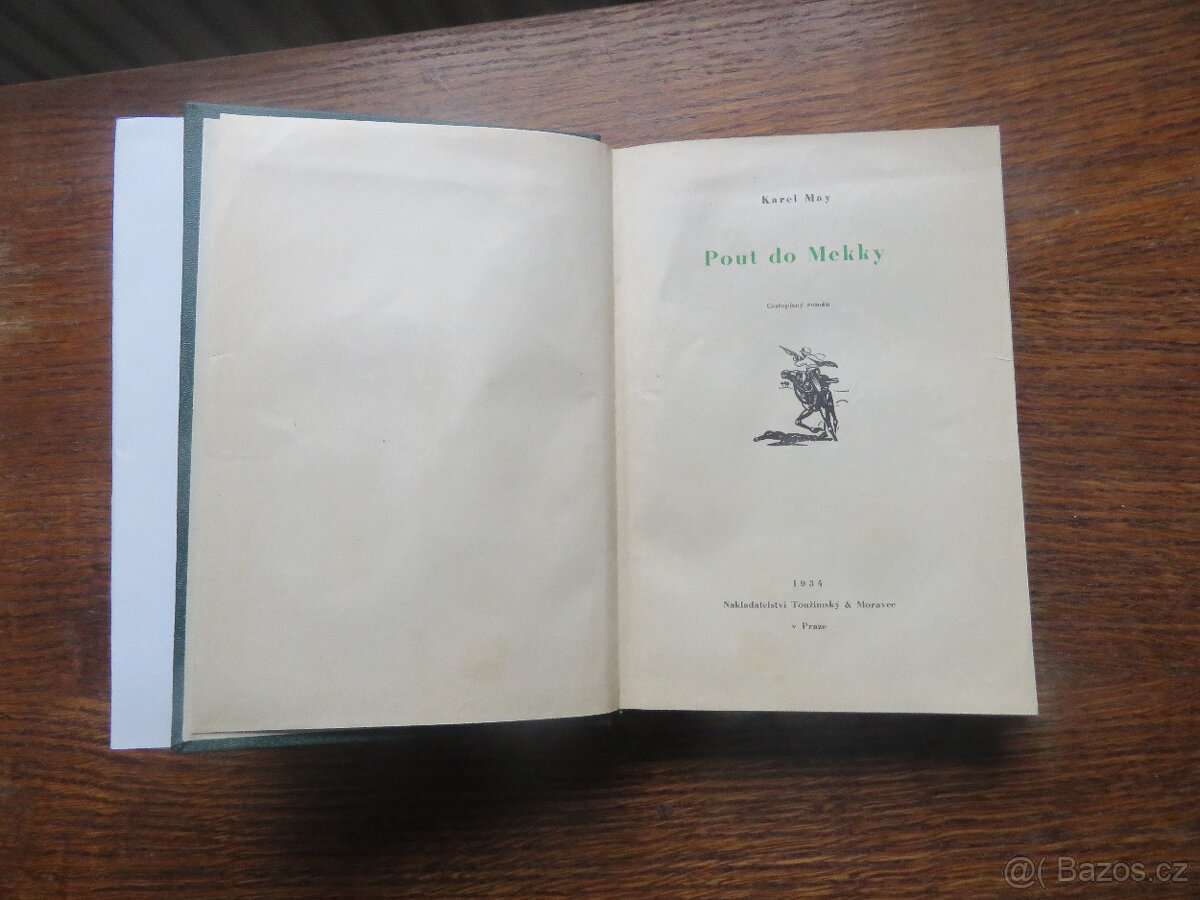 Karel May
Pout do Mekky
Cestopisný román
1934
Nakladatelství Toužimský & Moravec
v Praze
@( Bazos.cz